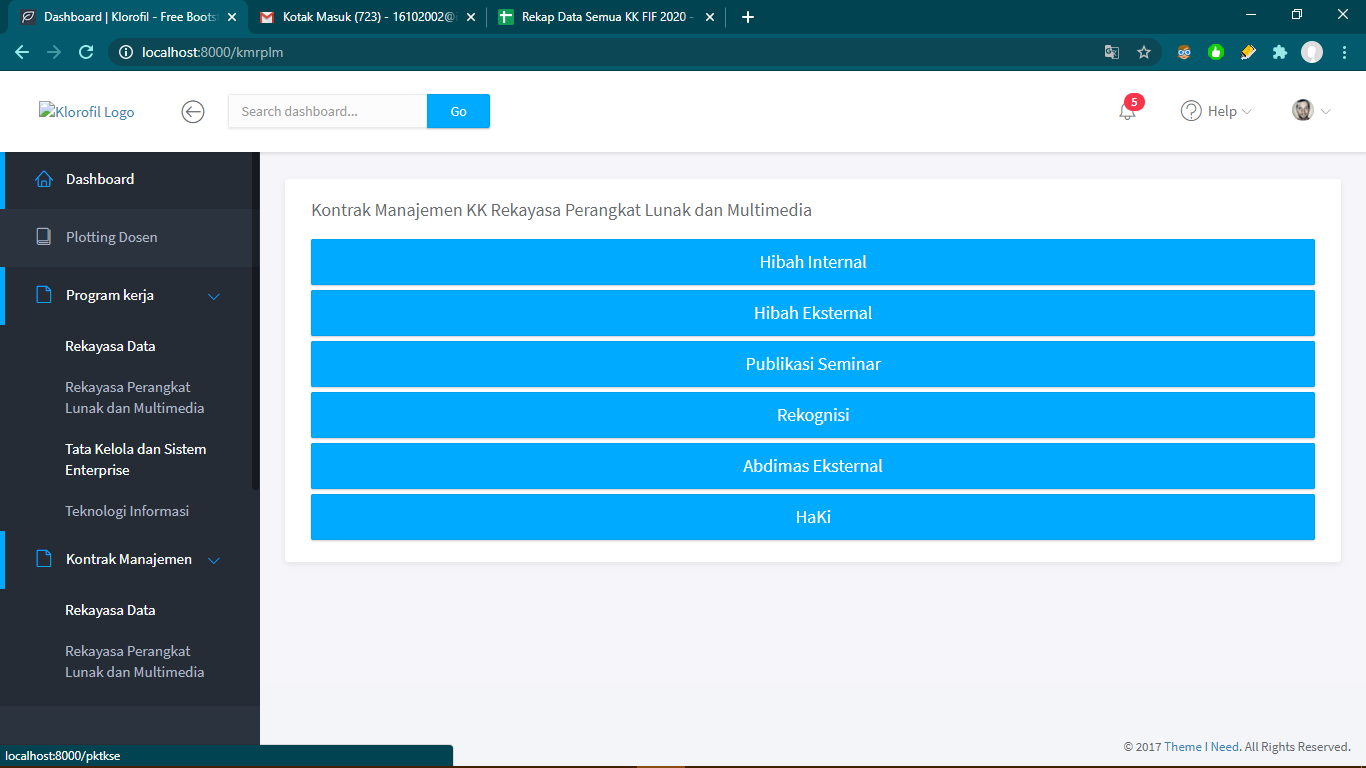 Dashboard | Klorofil - Free Boots
Kotak Masuk (723) - 16102002@
Rekap Data Semua KK FIF 2020 -
localhost:8000/kmrplm
Klorofil Logo
Search dashboard...
Go
5
Help
Dashboard
Plotting Dosen
Program kerja
Rekayasa Data
Rekayasa Perangkat
Lunak dan Multimedia
Tata Kelola dan Sistem
Enterprise
Teknologi Informasi
Kontrak Manajemen
Rekayasa Data
Rekayasa Perangkat
Lunak dan Multimedia
Kontrak Manajemen KK Rekayasa Perangkat Lunak dan Multimedia
Hibah Internal
Hibah Eksternal
Publikasi Seminar
Rekognisi
Abdimas Eksternal
HaKi
© 2017 Theme I Need. All Rights Reserved.
localhost:8000/pktkse